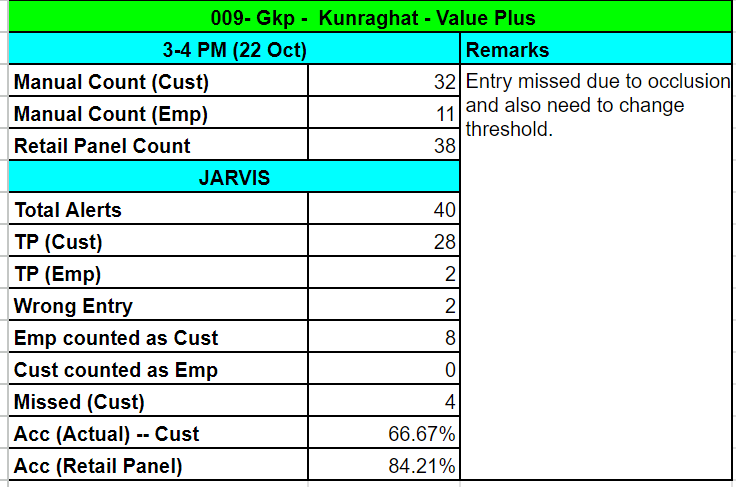 009- Gkp -  Kunraghat - Value Plus
3-4 PM (22 Oct) Remarks
Manual Count (Cust) 32 Entry missed due to occlusion
and also need to change
threshold.
Manual Count (Emp) 11
Retail Panel Count 38
JARVIS
Total Alerts 40
TP (Cust) 28
TP (Emp) 2
Wrong Entry 2
Emp counted as Cust 8
Cust counted as Emp 0
Missed (Cust) 4
Acc (Actual) -- Cust 66.67%
Acc (Retail Panel) 84.21%